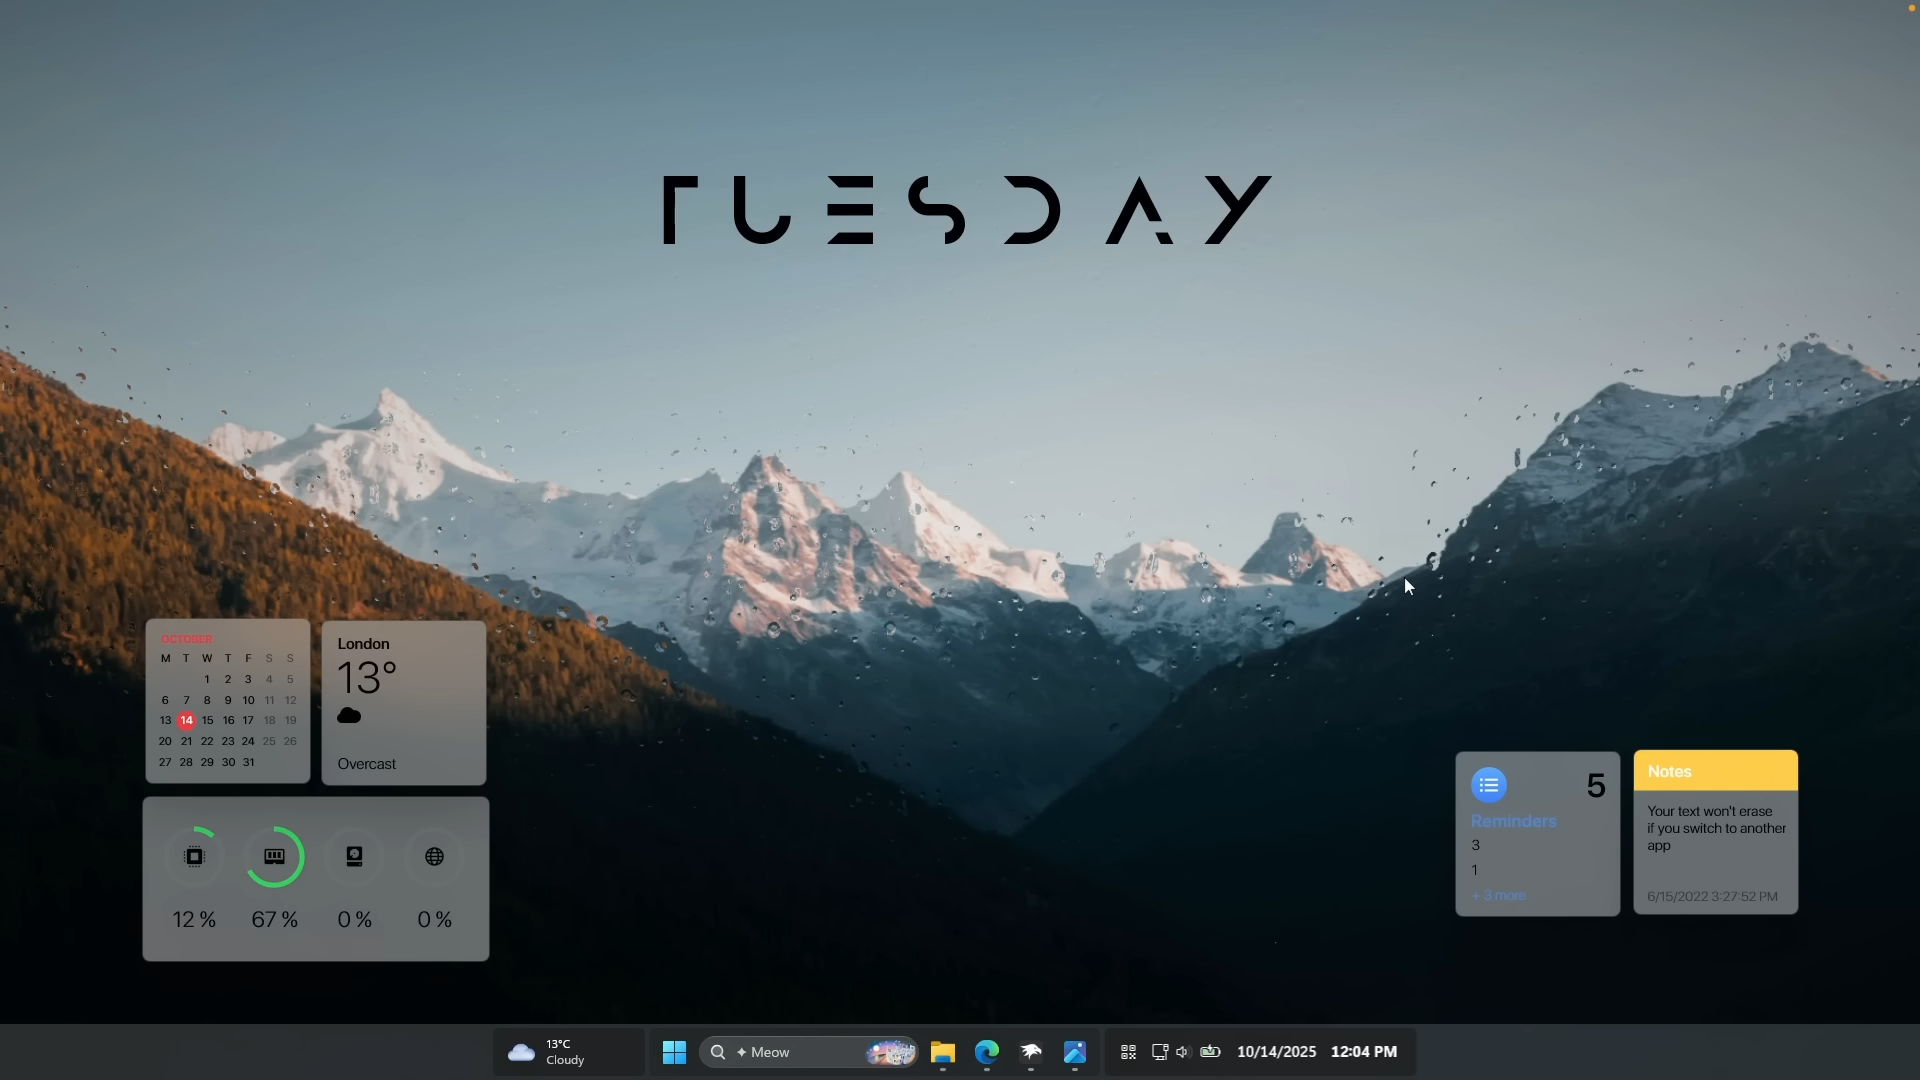 TUESDAY
OCTOBER
M T W T F S S
1 2 3 4 5
6 7 8 9 10 11 12
13 14 15 16 17 18 19
20 21 22 23 24 25 26
27 28 29 30 31
London
13°
Overcast
12 % 67 % 0 % 0 %
5
Reminders
3
1
+ 3 more
Notes
Your text won't erase
if you switch to another
app
6/15/2022 3:27:52 PM
13°C
Cloudy
Meow
10/14/2025 12:04 PM